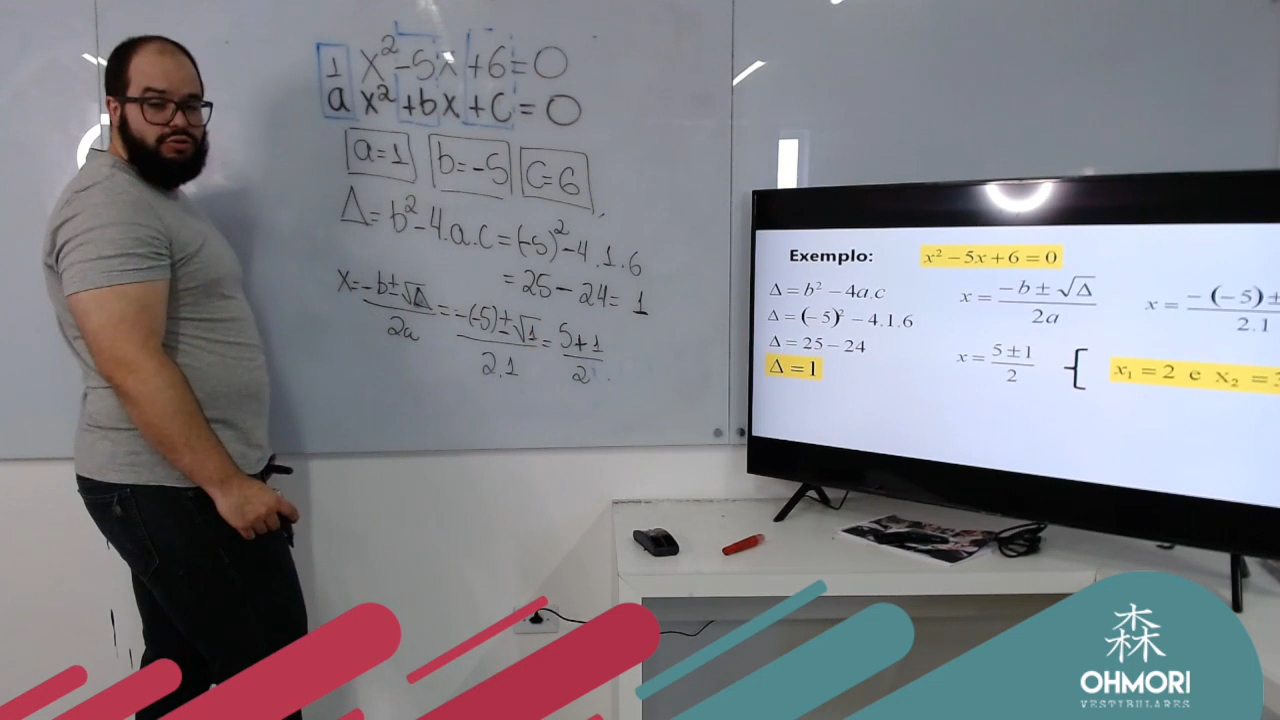 1 x² -5x +6 = 0
a x² +bx + c = 0
a=1 b=-5 c=6
Δ= b²-4.a.c = (-5)²-4.1.6
= 25-24= 1
x= -b±√Δ / 2a = -(-5)±√1 / 2.1 = 5±1 / 2
Exemplo: x² − 5x + 6 = 0
Δ = b² − 4a.c
Δ = (−5)² − 4.1.6
Δ = 25 − 24
Δ = 1
x = −b ± √Δ / 2a
x = 5 ± 1 / 2 {
x = −(−5) ± / 2.1
x₁ = 2 e x₂ =
森
OHMORI
VESTIBULARES